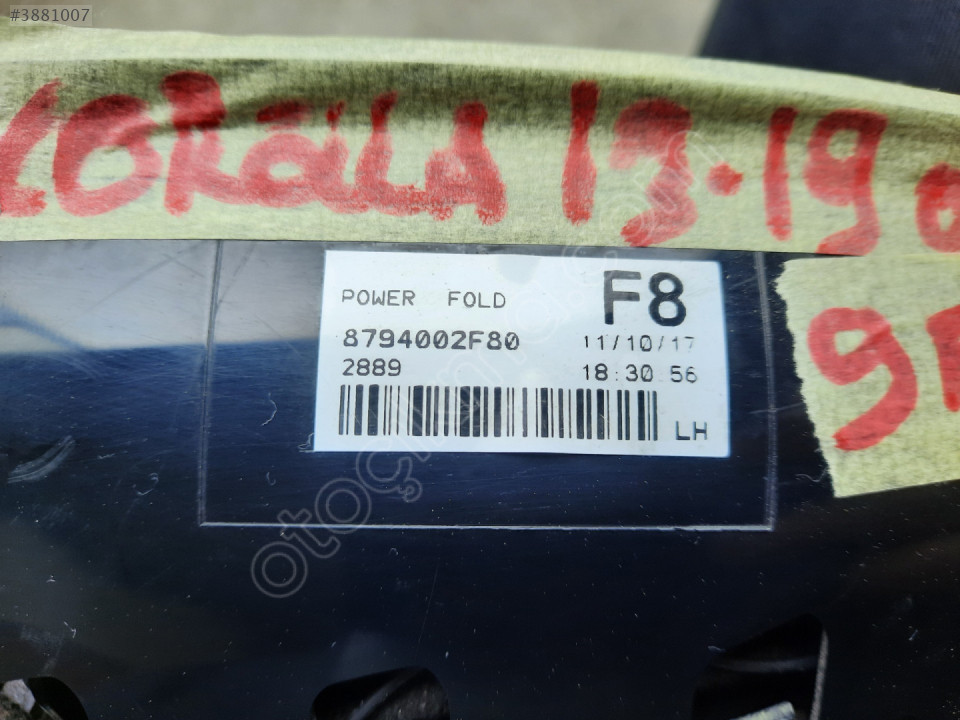 #3881007
COROLLA 13.19
POWER FOLD
F8
8794002F80
11/10/17
2889
18:30:56
LH